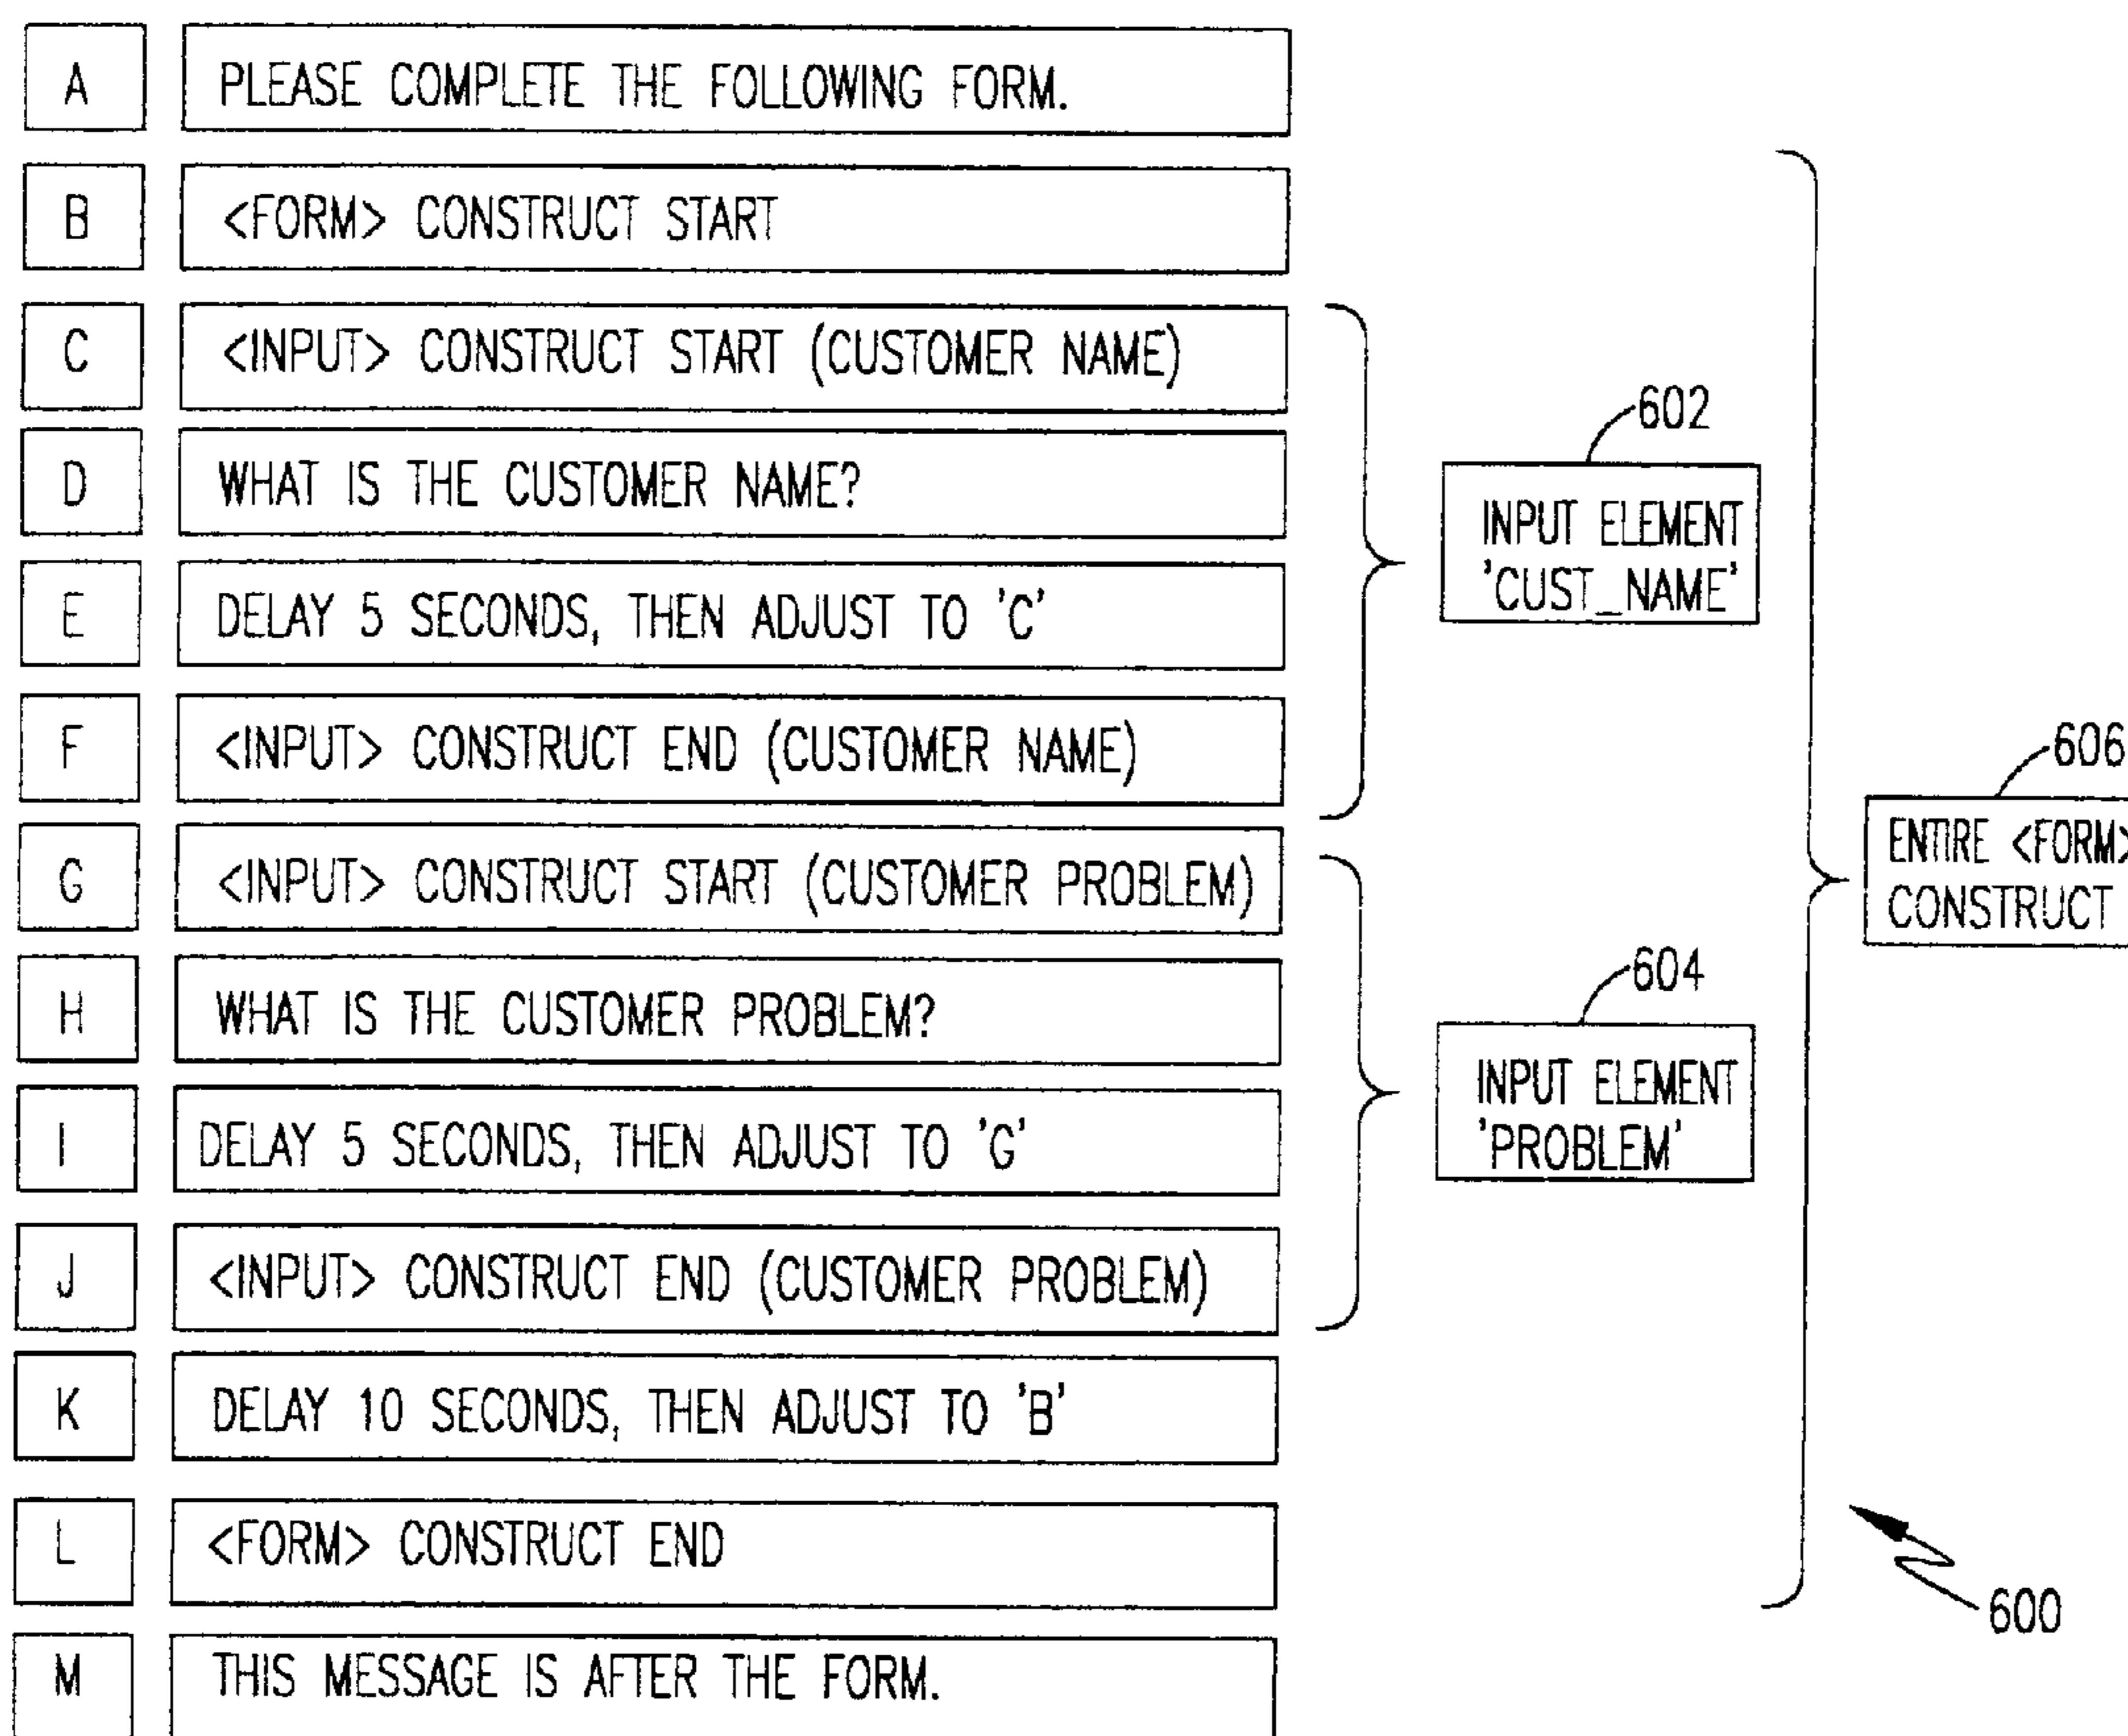 A PLEASE COMPLETE THE FOLLOWING FORM.
B <FORM> CONSTRUCT START
C <INPUT> CONSTRUCT START (CUSTOMER NAME)
D WHAT IS THE CUSTOMER NAME?
E DELAY 5 SECONDS, THEN ADJUST TO 'C'
F <INPUT> CONSTRUCT END (CUSTOMER NAME)
G <INPUT> CONSTRUCT START (CUSTOMER PROBLEM)
H WHAT IS THE CUSTOMER PROBLEM?
I DELAY 5 SECONDS, THEN ADJUST TO 'G'
J <INPUT> CONSTRUCT END (CUSTOMER PROBLEM)
K DELAY 10 SECONDS, THEN ADJUST TO 'B'
L <FORM> CONSTRUCT END
M THIS MESSAGE IS AFTER THE FORM.
602
INPUT ELEMENT
'CUST_NAME'
604
INPUT ELEMENT
'PROBLEM'
606
ENTIRE <FORM>
CONSTRUCT
600